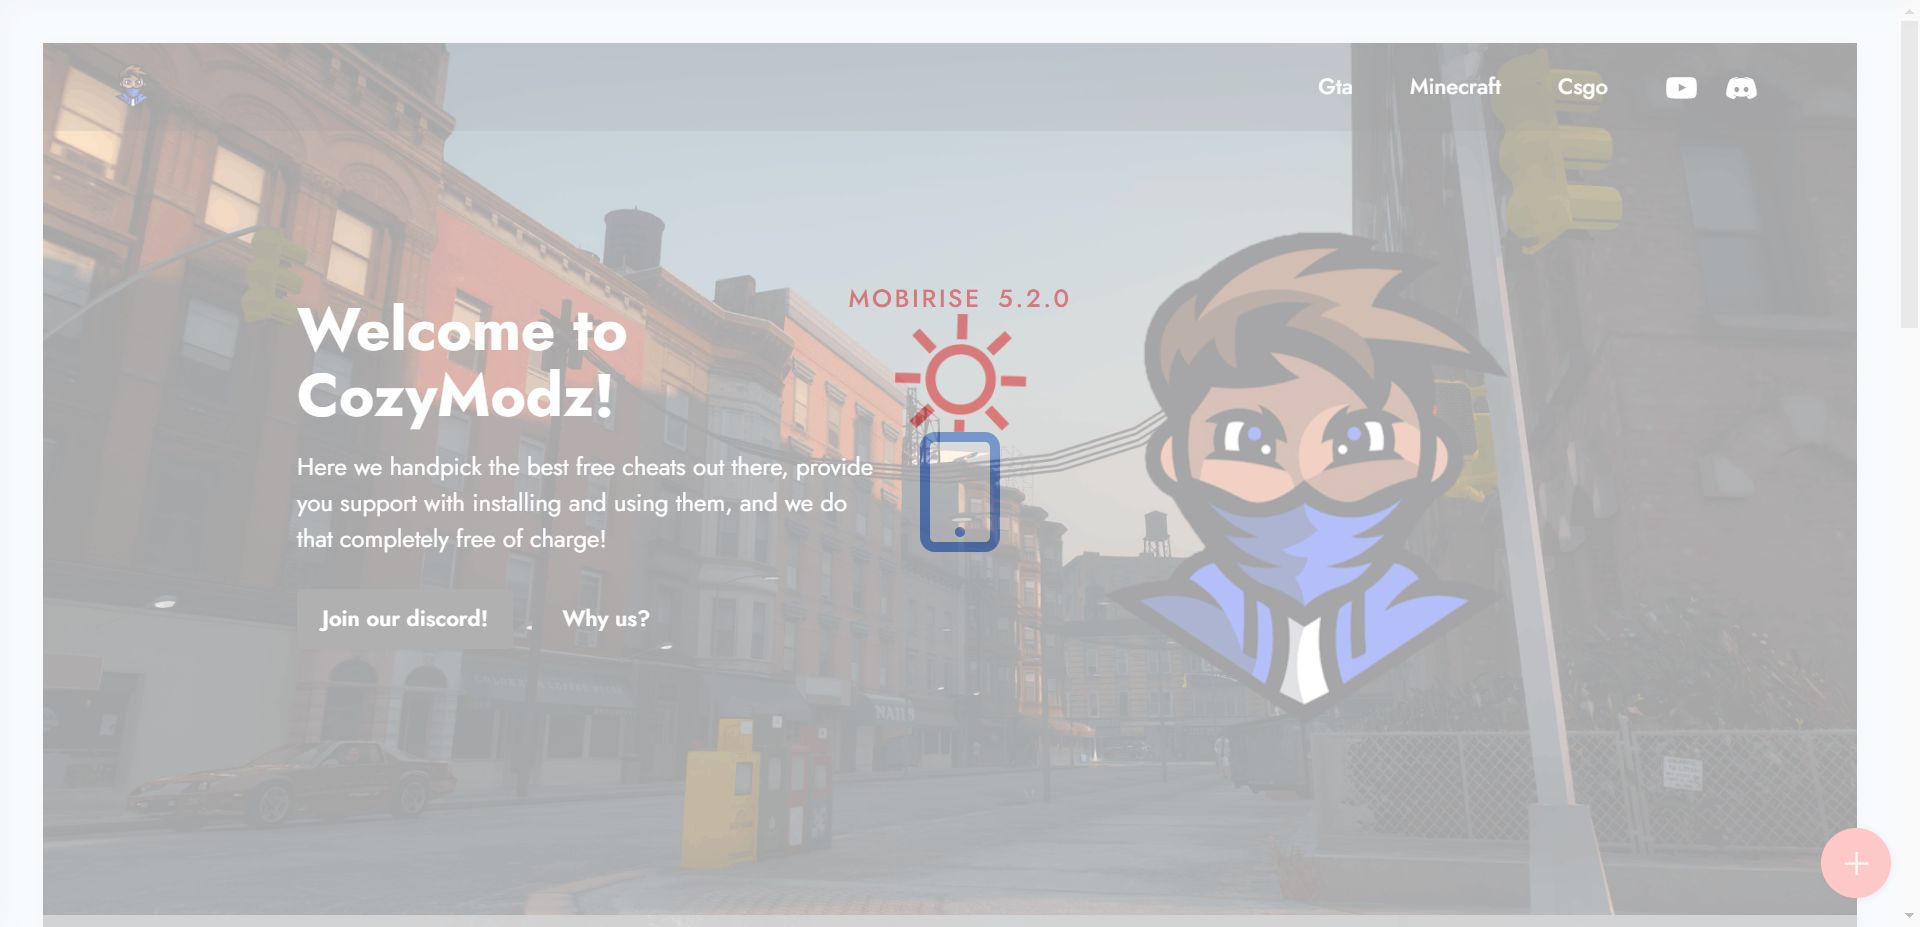 Gta Minecraft Csgo
MOBIRISE 5.2.0
Welcome to
CozyModz!
Here we handpick the best free cheats out there, provide
you support with installing and using them, and we do
that completely free of charge!
Join our discord! Why us?
NAILS